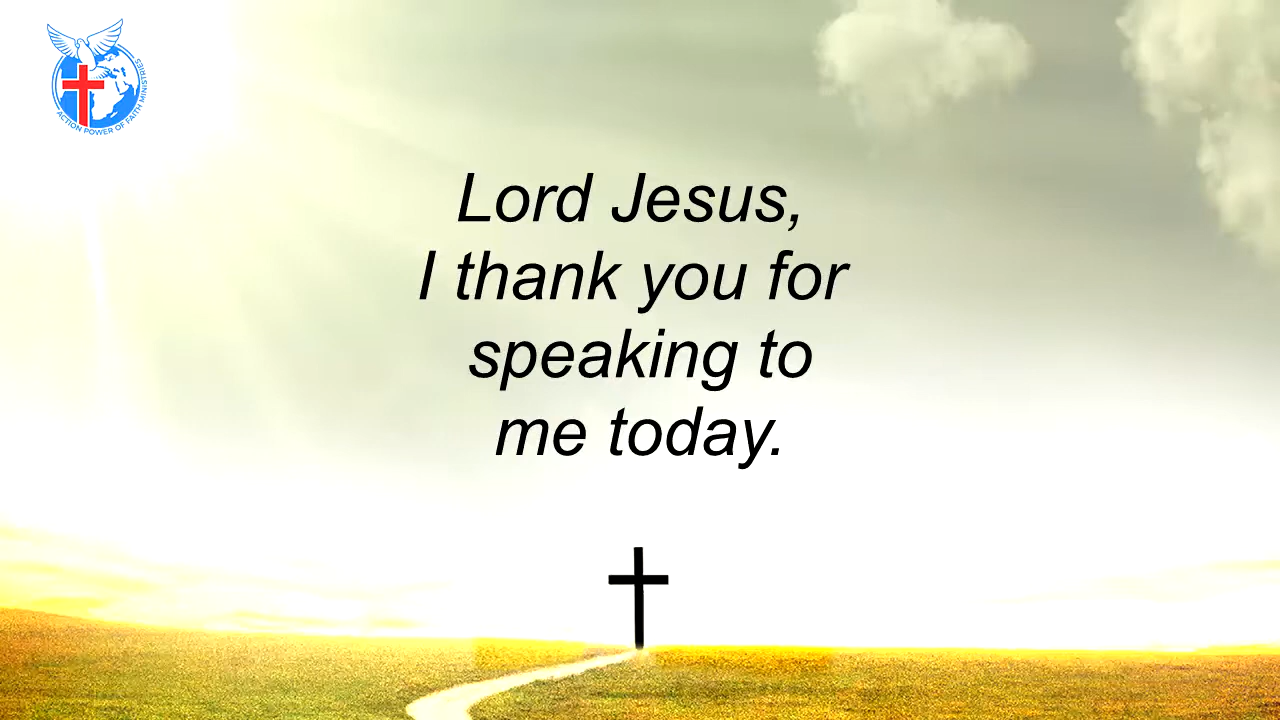 ACTION POWER OF FAITH MINISTRIES
Lord Jesus,
I thank you for
speaking to
me today.